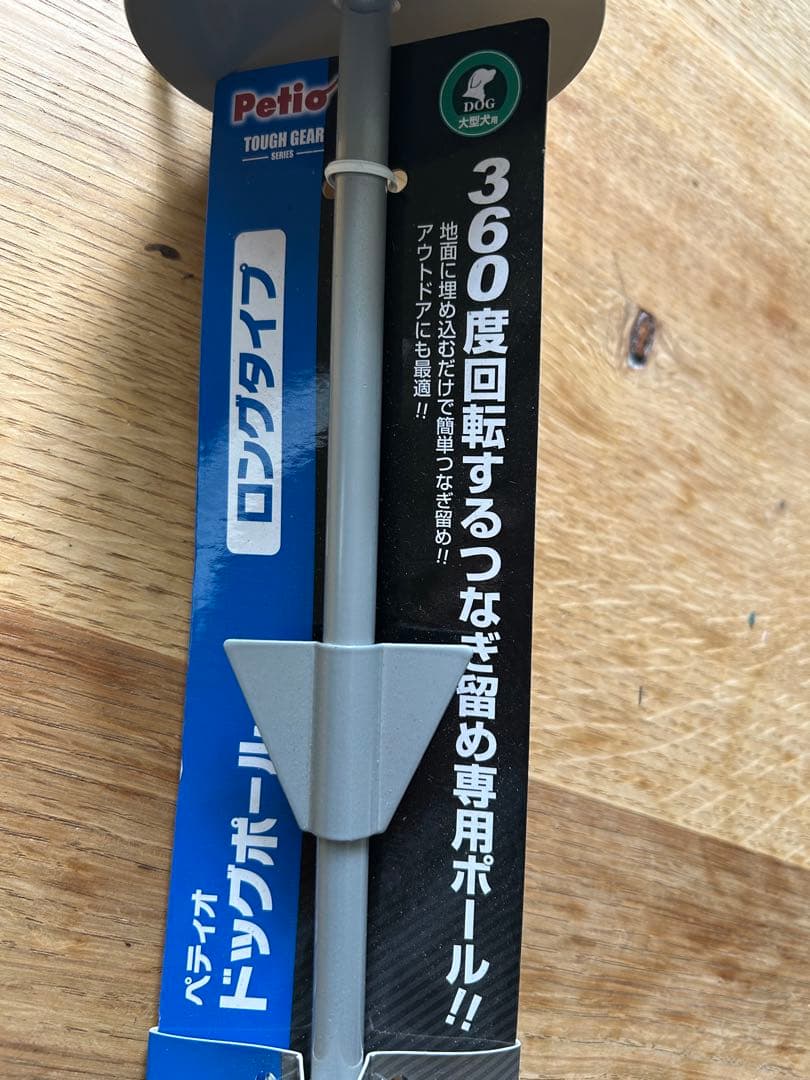 Petio
TOUGH GEAR
SERIES
DOG
大型犬用
360度回転するつなぎ留め専用ポール!!
地面に埋め込むだけで簡単つなぎ留め!!
アウトドアにも最適!!
ロングタイプ
ペティオ
ドッグポール